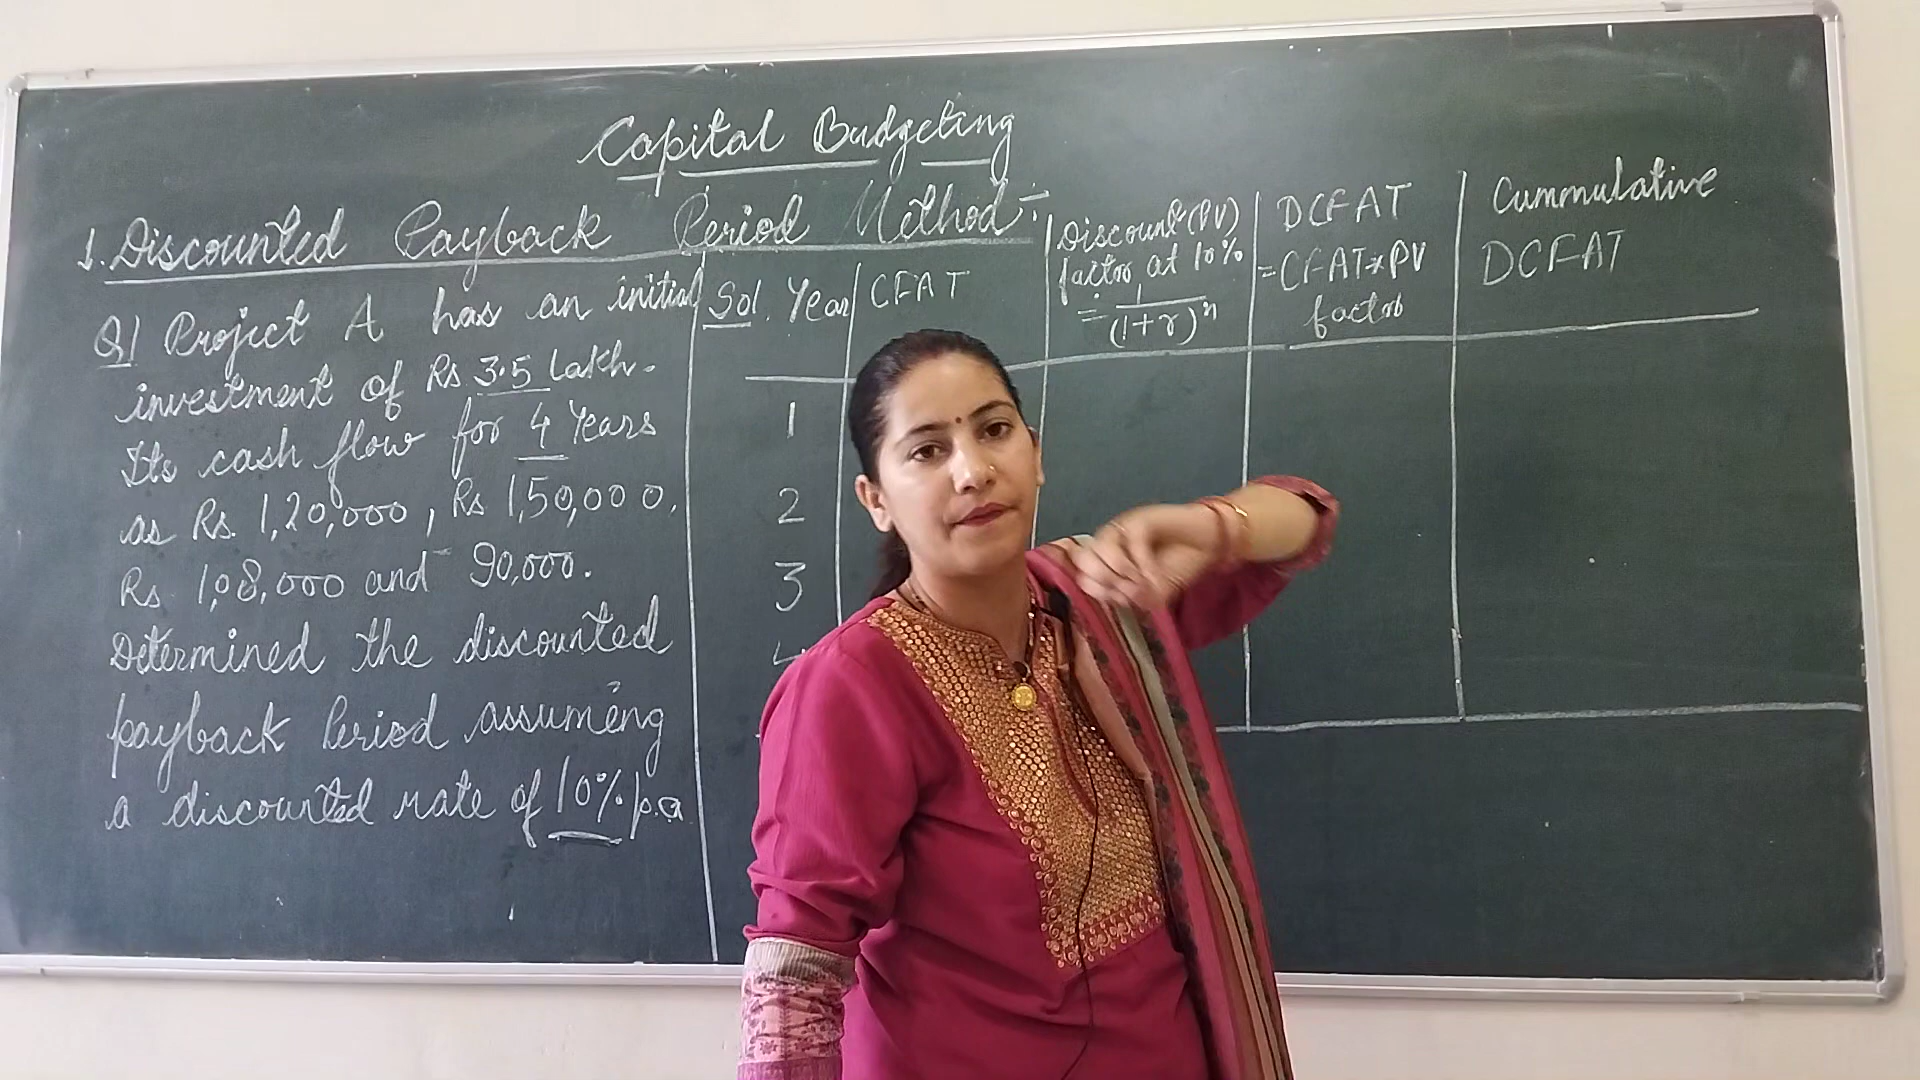 Capital Budgeting
1. Discounted Payback Period Method :-
Q1 Project A has an initial
investment of Rs 3.5 Lakh.
Its cash flow for 4 Years
as Rs. 1,20,000, Rs 1,50,000,
Rs 1,08,000 and 90,000.
Determined the discounted
payback Period assuming
a discounted rate of 10% p.a
Sol. Year CFAT
Discount (PV)
factor at 10%
= 1
(1+r)^n
DCFAT
=CFAT*PV
factor
Cummulative
DCFAT
1
2
3